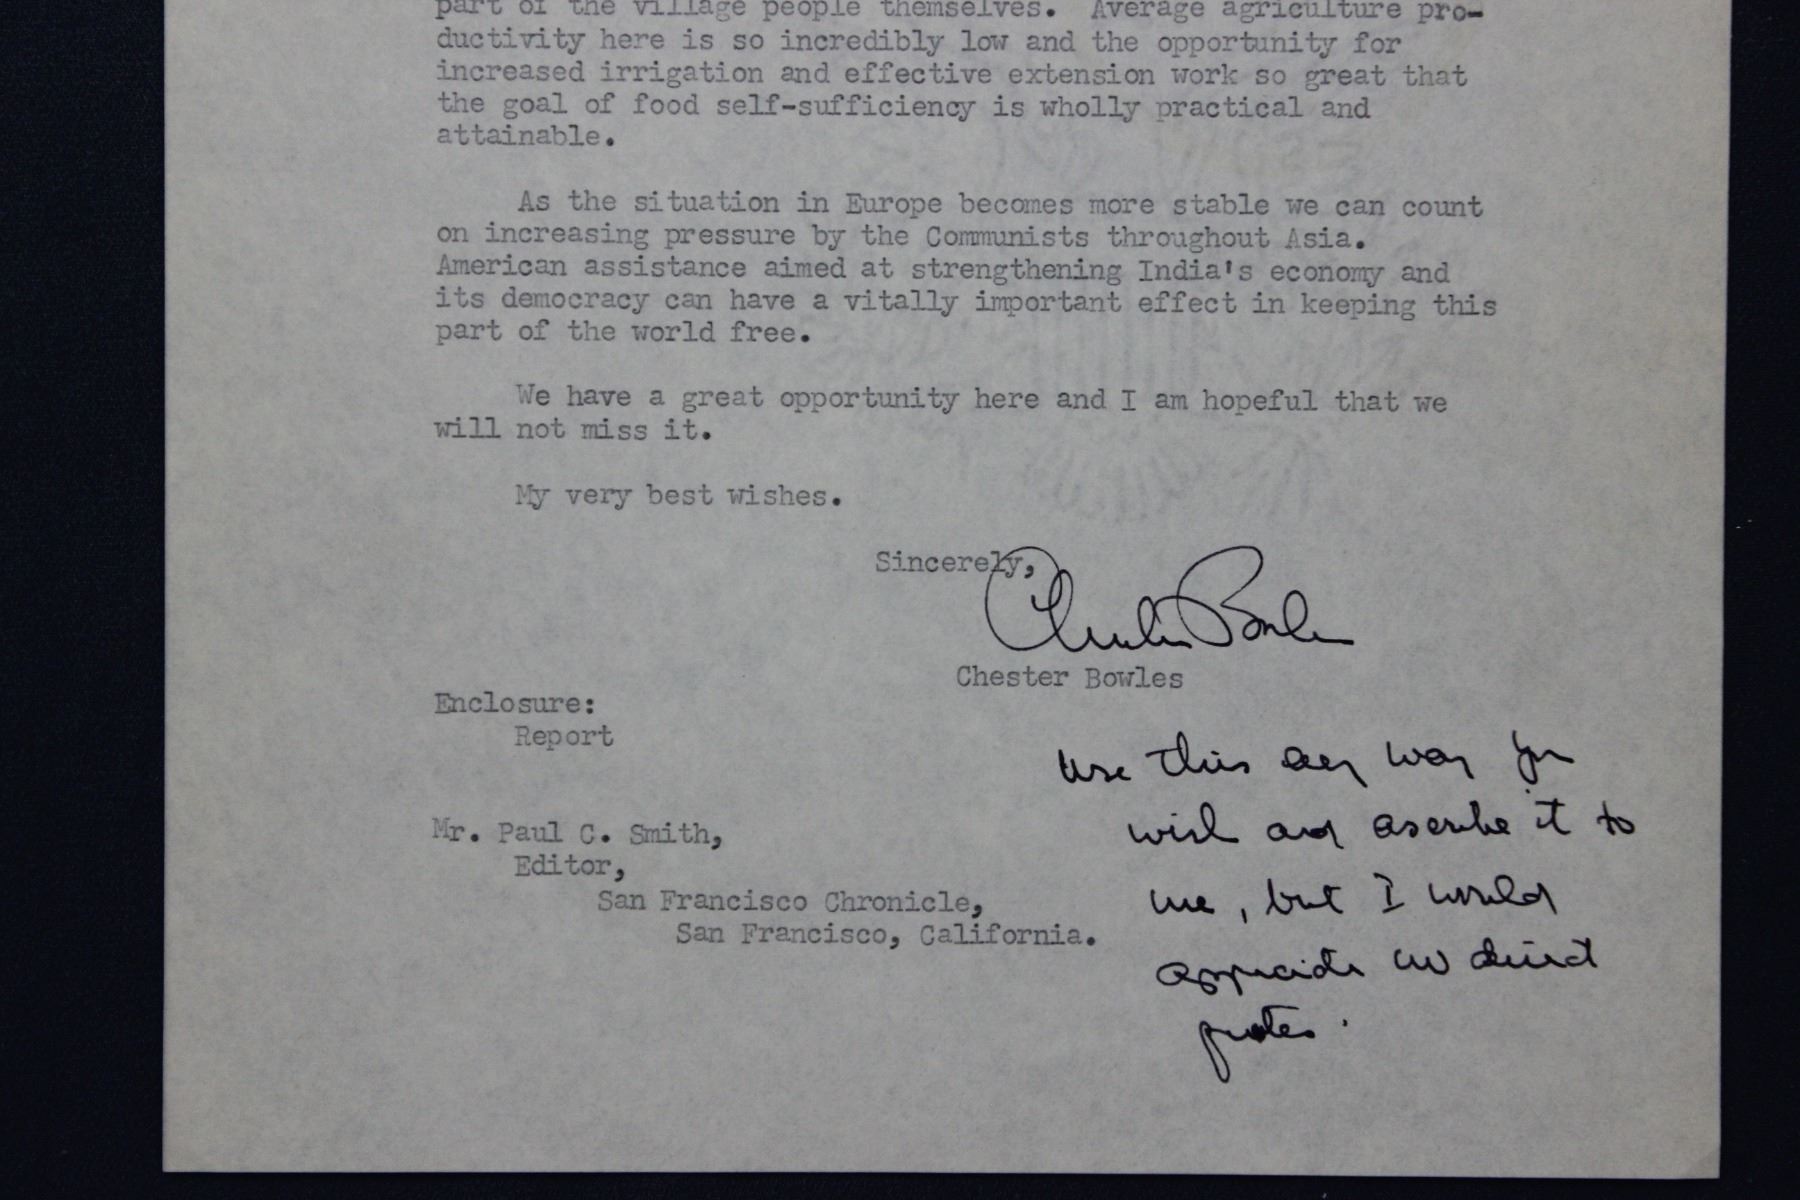 part of the village people themselves. Average agriculture pro-
ductivity here is so incredibly low and the opportunity for
increased irrigation and effective extension work so great that
the goal of food self-sufficiency is wholly practical and
attainable.
As the situation in Europe becomes more stable we can count
on increasing pressure by the Communists throughout Asia.
American assistance aimed at strengthening India's economy and
its democracy can have a vitally important effect in keeping this
part of the world free.
We have a great opportunity here and I am hopeful that we
will not miss it.
My very best wishes.
Sincerely,
Chester Bowles
Chester Bowles
Enclosure:
Report
Use this any way you
wish and ascribe it to
me, but I would
appreciate no direct
quotes.
Mr. Paul C. Smith,
Editor,
San Francisco Chronicle,
San Francisco, California.